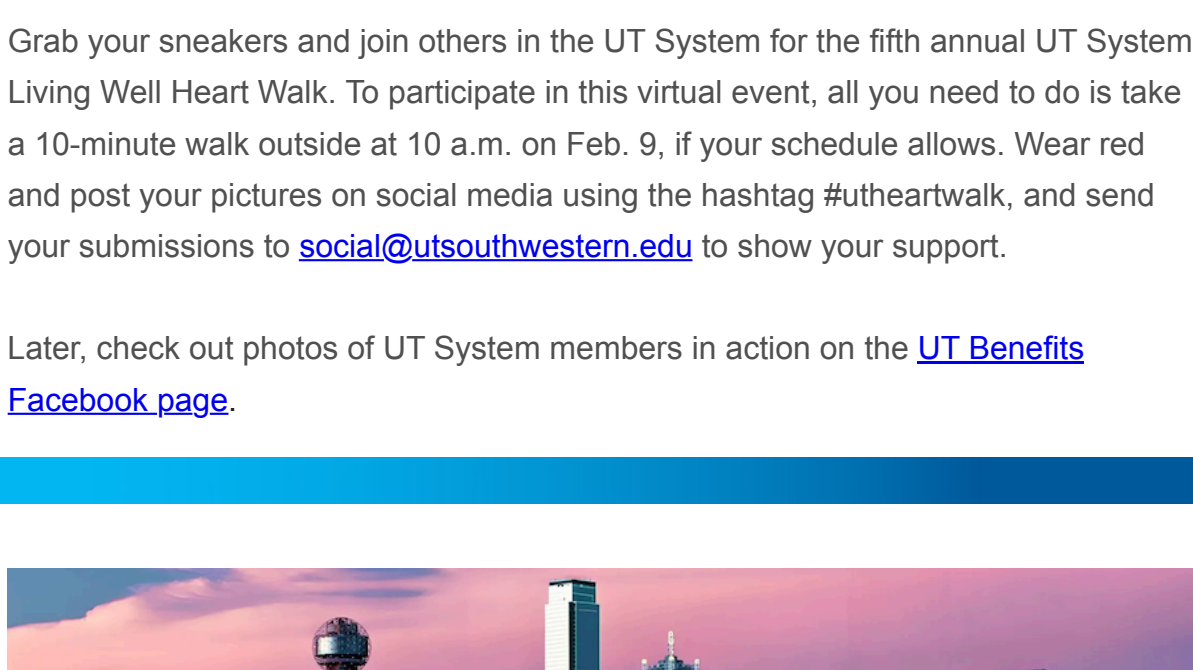 Grab your sneakers and join others in the UT System for the fifth annual UT System
Living Well Heart Walk. To participate in this virtual event, all you need to do is take
a 10-minute walk outside at 10 a.m. on Feb. 9, if your schedule allows. Wear red
and post your pictures on social media using the hashtag #utheartwalk, and send
your submissions to social@utsouthwestern.edu to show your support.
Later, check out photos of UT System members in action on the UT Benefits
Facebook page.